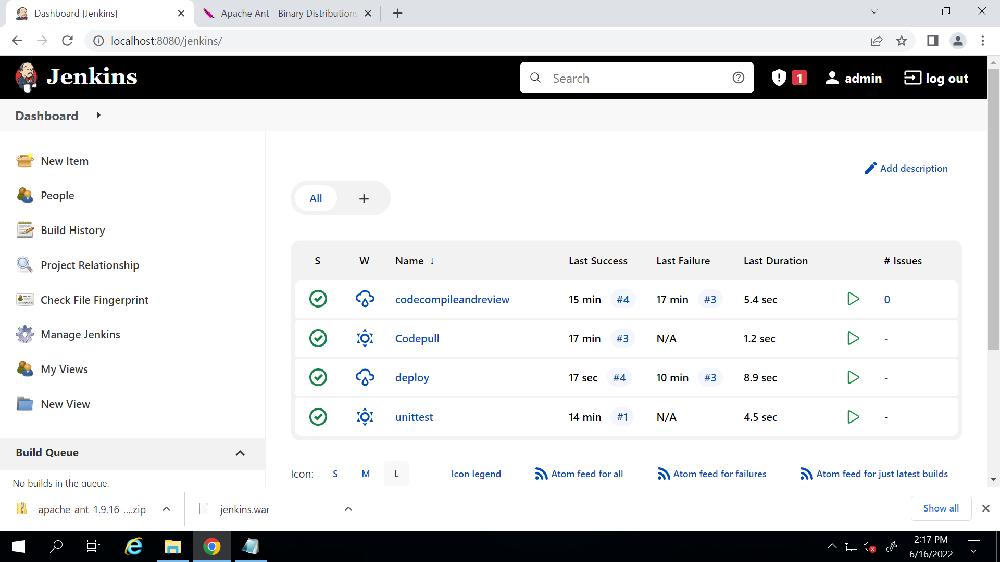 Dashboard [Jenkins]
Apache Ant - Binary Distributions
localhost:8080/jenkins/
Jenkins
Search
1
admin
log out
Dashboard
New Item
People
Build History
Project Relationship
Check File Fingerprint
Manage Jenkins
My Views
New View
Build Queue
No builds in the queue.
Add description
All +
S W Name ↓ Last Success Last Failure Last Duration # Issues
codecompileandreview 15 min #4 17 min #3 5.4 sec 0
Codepull 17 min #3 N/A 1.2 sec -
deploy 17 sec #4 10 min #3 8.9 sec -
unittest 14 min #1 N/A 4.5 sec -
Icon: S M L Icon legend Atom feed for all Atom feed for failures Atom feed for just latest builds
apache-ant-1.9.16-....zip
jenkins.war
Show all
2:17 PM
6/16/2022